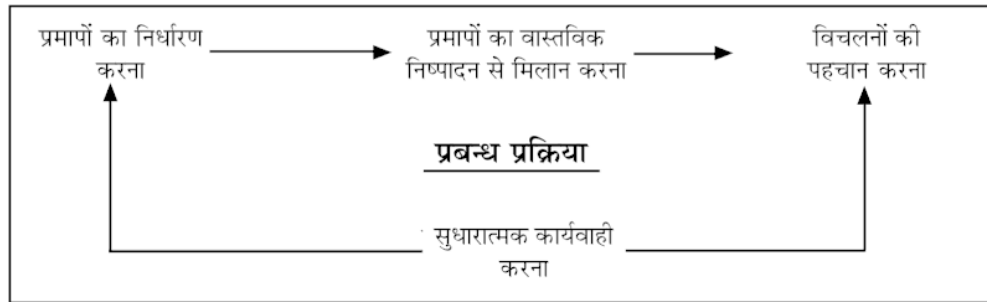 प्रमापों का निर्धारण
करना
प्रमापों का वास्तविक
निष्पादन से मिलान करना
विचलनों की
पहचान करना
प्रबन्ध प्रक्रिया
सुधारात्मक कार्यवाही
करना